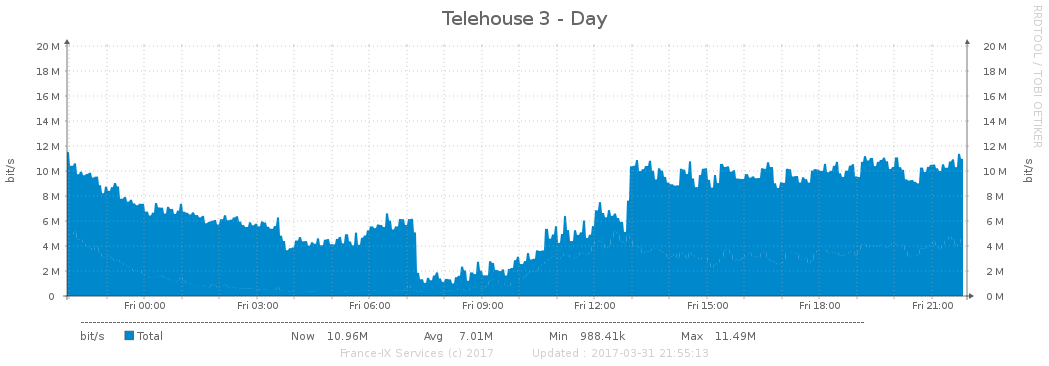 Telehouse 3 - Day
RRDTOOL / TOBI OETIKER
bit/s
20 M
18 M
16 M
14 M
12 M
10 M
8 M
6 M
4 M
2 M
0
20 M
18 M
16 M
14 M
12 M
10 M
8 M
6 M
4 M
2 M
0 M
bit/s
Fri 00:00 Fri 03:00 Fri 06:00 Fri 09:00 Fri 12:00 Fri 15:00 Fri 18:00 Fri 21:00
bit/s Total Now 10.96M Avg 7.01M Min 988.41k Max 11.49M
France-IX Services (c) 2017 Updated : 2017-03-31 21:55:13